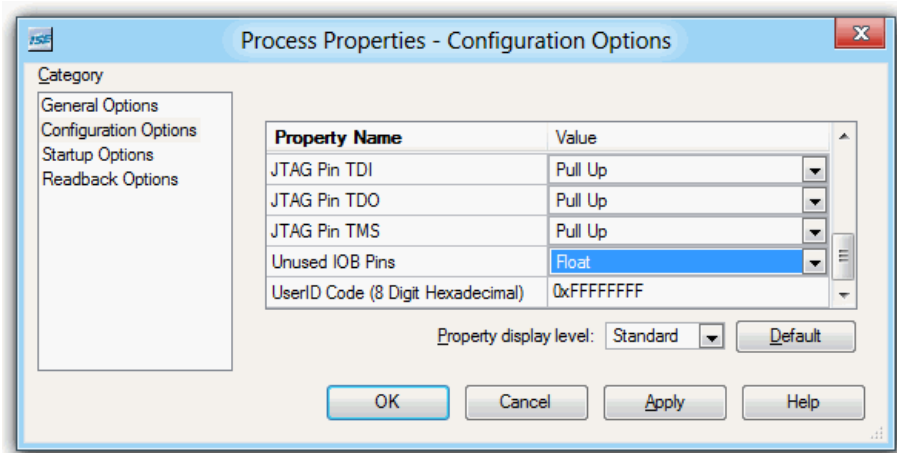 ISE
Process Properties - Configuration Options
x
Category
General Options
Configuration Options
Startup Options
Readback Options
Property Name Value
JTAG Pin TDI Pull Up
JTAG Pin TDO Pull Up
JTAG Pin TMS Pull Up
Unused IOB Pins Float
UserID Code (8 Digit Hexadecimal) 0xFFFFFFFF
Property display level: Standard Default
OK Cancel Apply Help